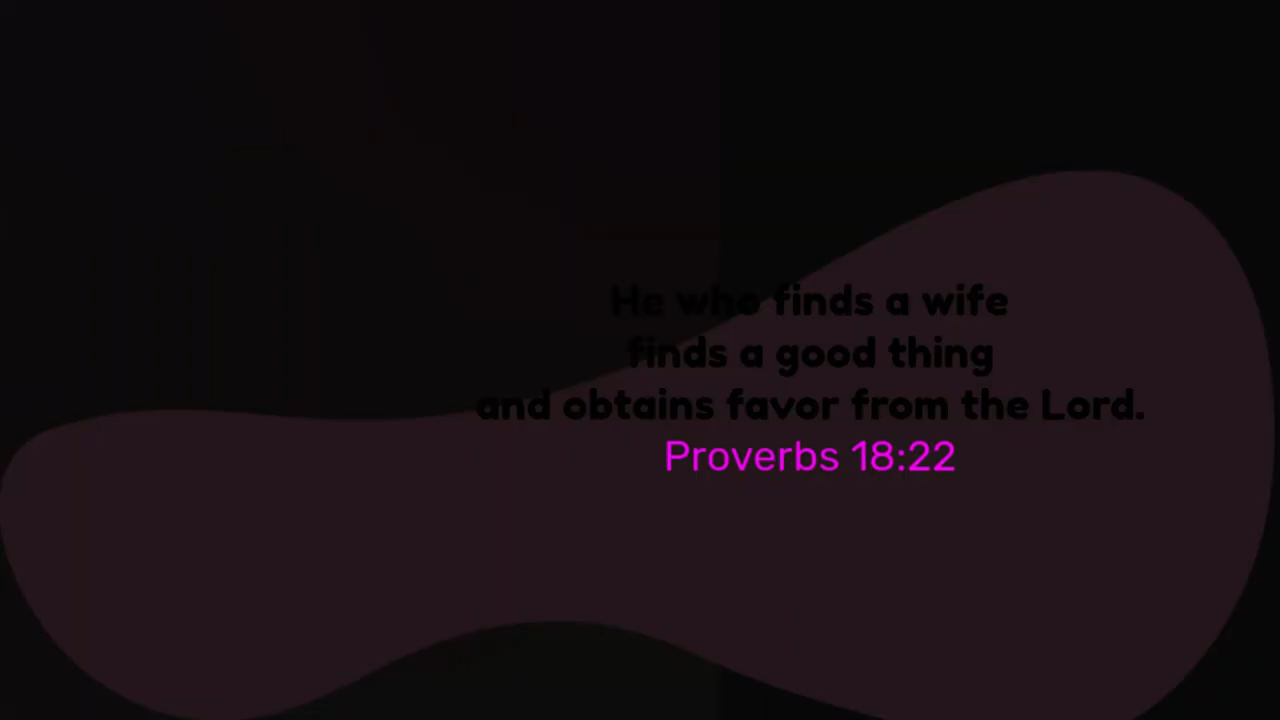 He who finds a wife
finds a good thing
and obtains favor from the Lord.
Proverbs 18:22